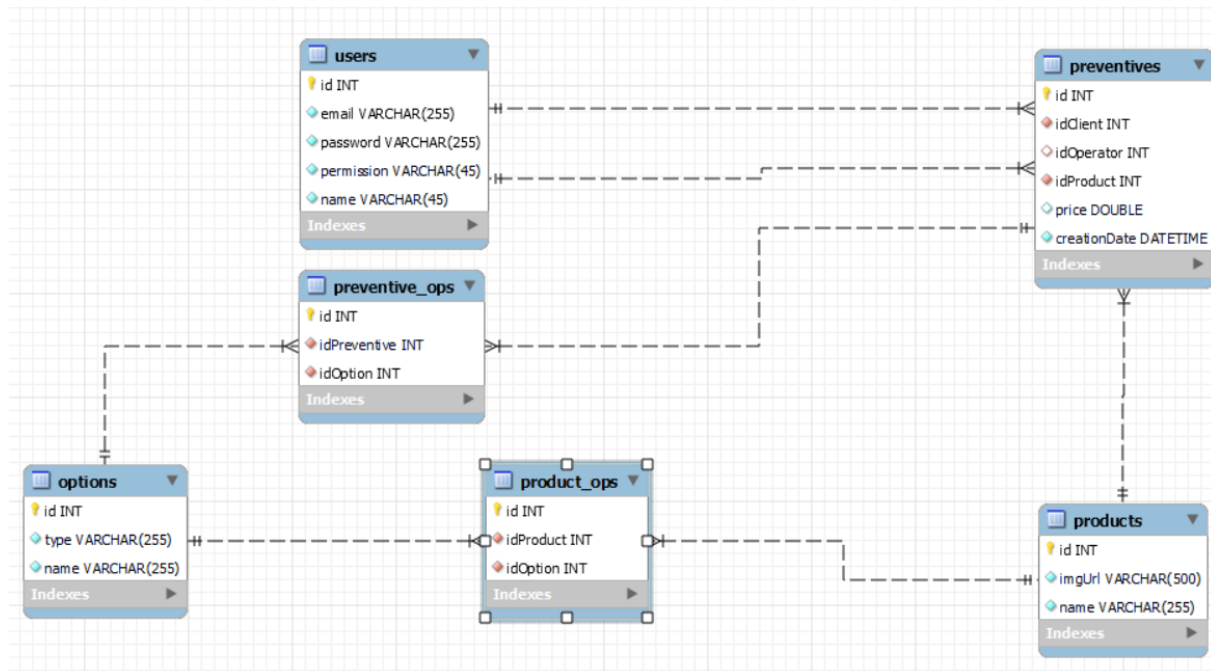 users
id INT
email VARCHAR(255)
password VARCHAR(255)
permission VARCHAR(45)
name VARCHAR(45)
Indexes
preventives
id INT
idClient INT
idOperator INT
idProduct INT
price DOUBLE
creationDate DATETIME
Indexes
preventive_ops
id INT
idPreventive INT
idOption INT
Indexes
options
id INT
type VARCHAR(255)
name VARCHAR(255)
Indexes
product_ops
id INT
idProduct INT
idOption INT
Indexes
products
id INT
imgUrl VARCHAR(500)
name VARCHAR(255)
Indexes